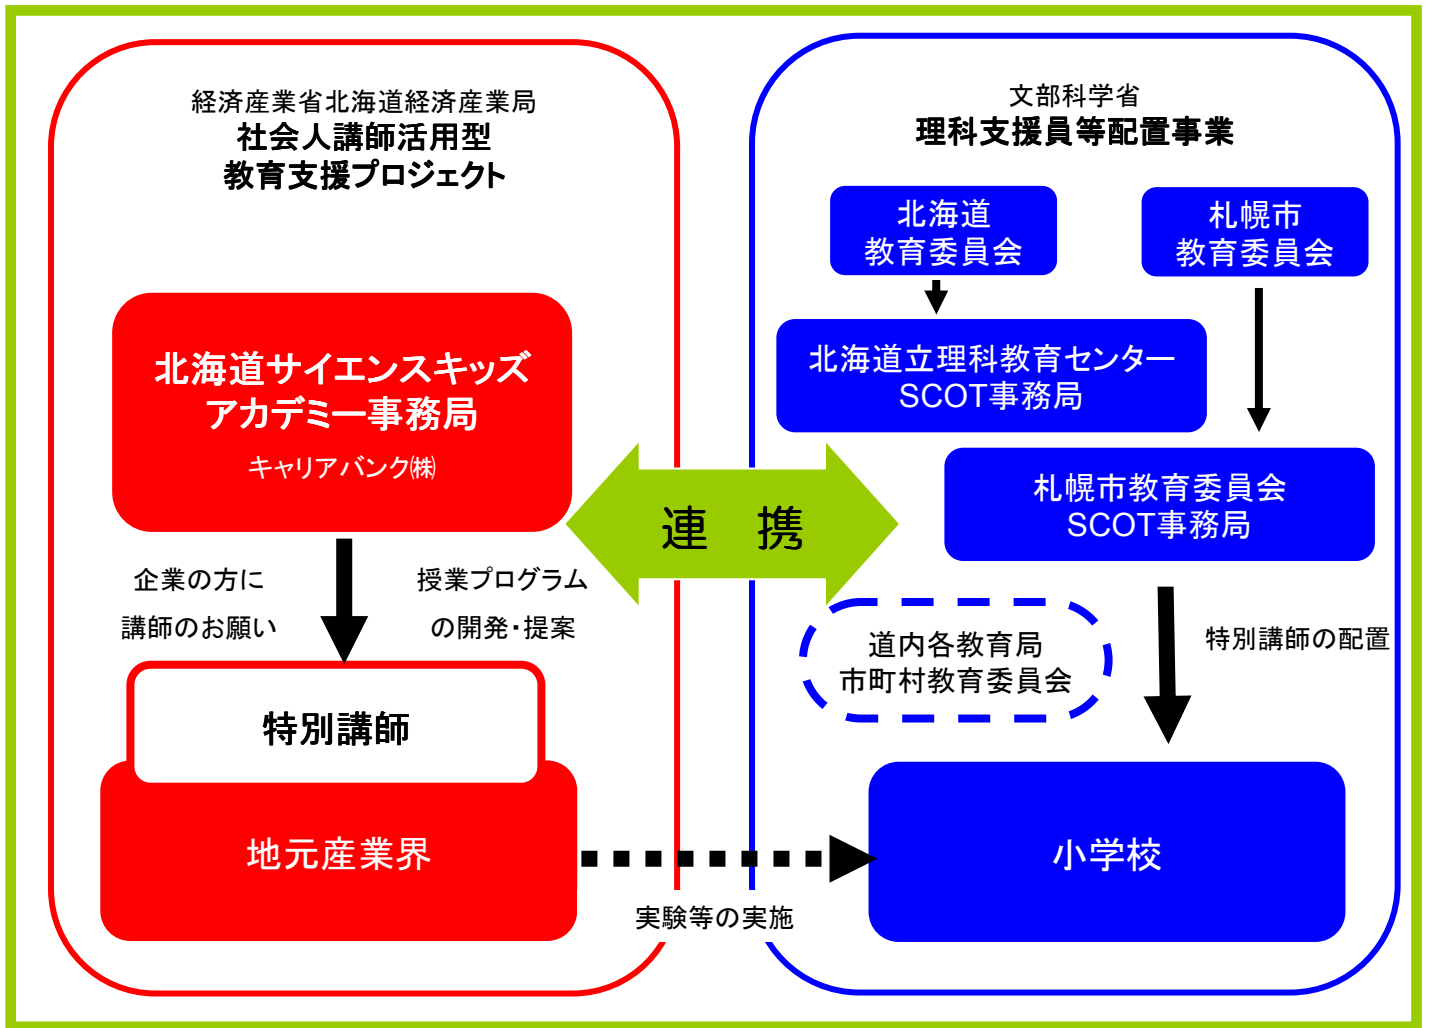 経済産業省北海道経済産業局
社会人講師活用型
教育支援プロジェクト
北海道サイエンスキッズ
アカデミー事務局
キャリアバンク㈱
企業の方に
講師のお願い
授業プログラム
の開発・提案
特別講師
地元産業界
連　携
実験等の実施
文部科学省
理科支援員等配置事業
北海道
教育委員会
札幌市
教育委員会
北海道立理科教育センター
SCOT事務局
札幌市教育委員会
SCOT事務局
道内各教育局
市町村教育委員会
特別講師の配置
小学校